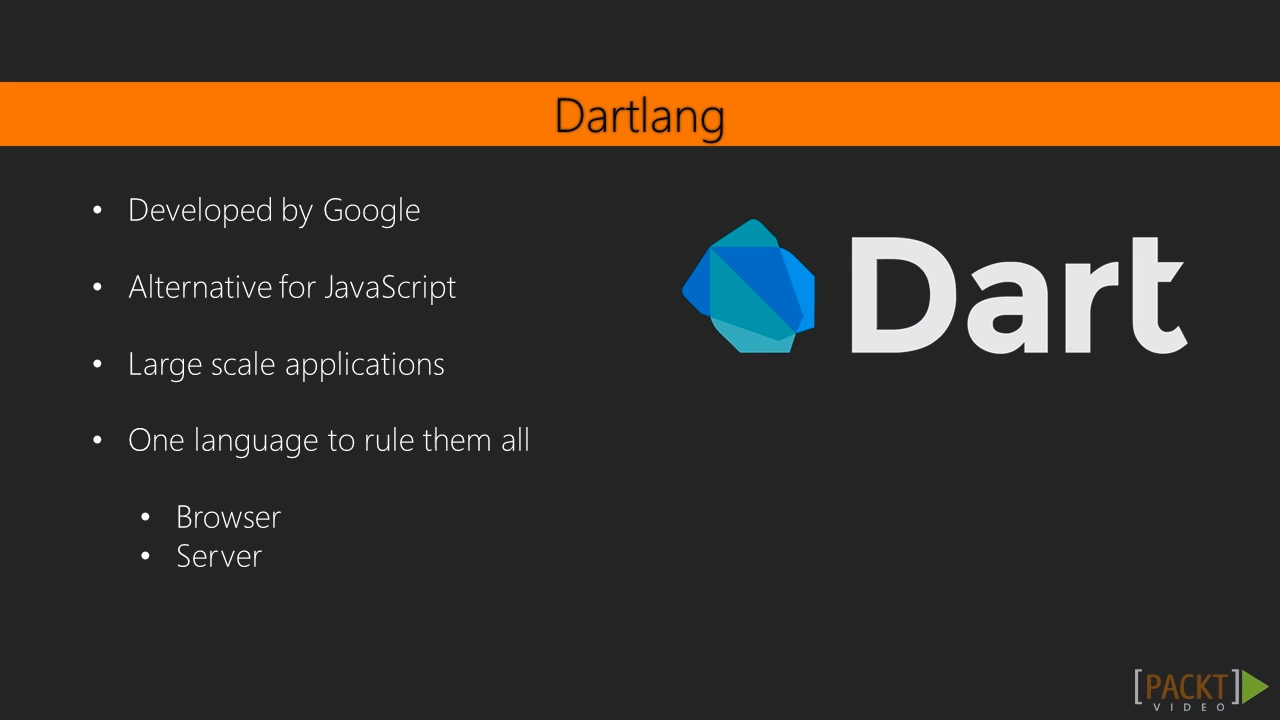 Dartlang
• Developed by Google
• Alternative for JavaScript
• Large scale applications
• One language to rule them all
• Browser
• Server
Dart
[PACKT]
VIDEO